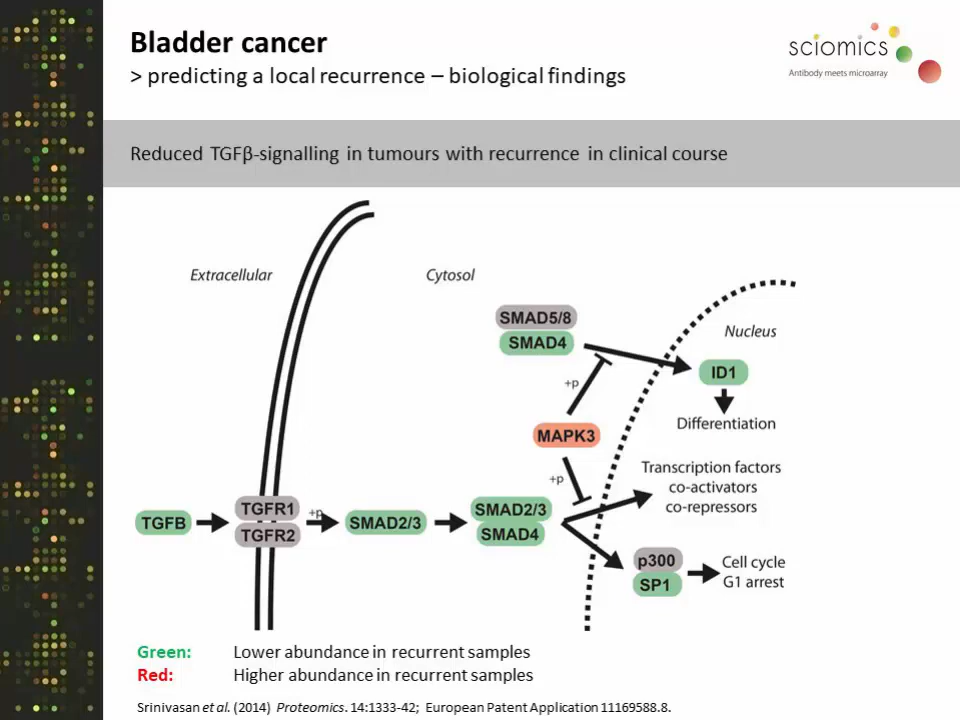 Bladder cancer
> predicting a local recurrence – biological findings
sciomics
Antibody meets microarray
Reduced TGFβ-signalling in tumours with recurrence in clinical course
Extracellular
Cytosol
Nucleus
SMAD5/8
SMAD4
ID1
+p
Differentiation
MAPK3
+p
Transcription factors
co-activators
co-repressors
TGFB
TGFR1
TGFR2
+p
SMAD2/3
SMAD2/3
SMAD4
p300
SP1
Cell cycle
G1 arrest
Green: Lower abundance in recurrent samples
Red: Higher abundance in recurrent samples
Srinivasan et al. (2014) Proteomics. 14:1333-42; European Patent Application 11169588.8.